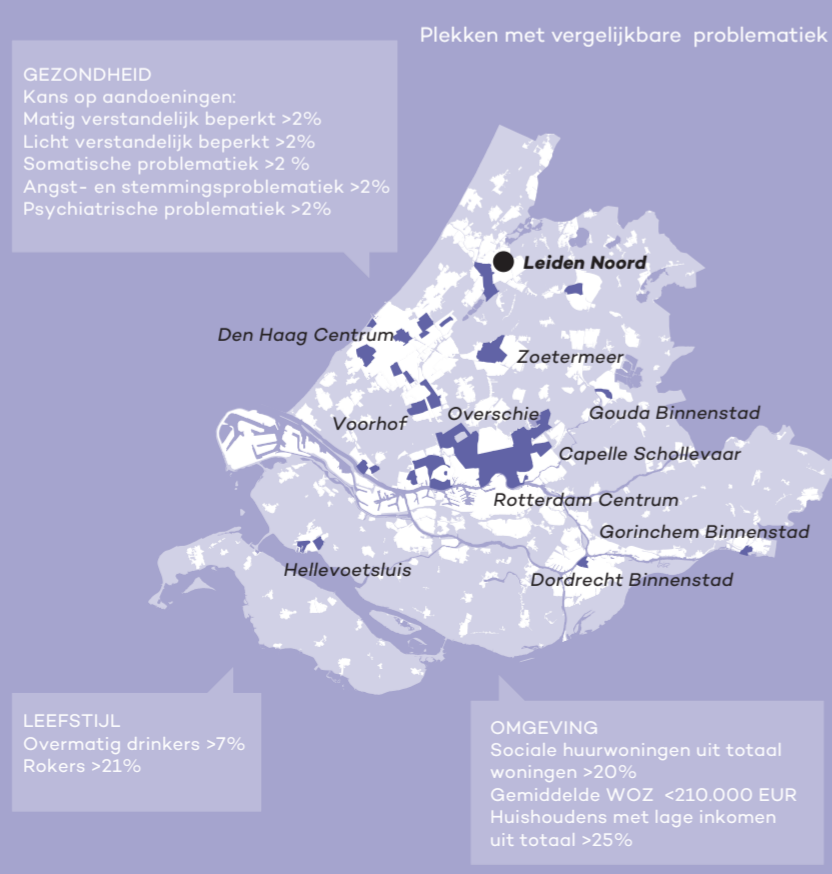 Plekken met vergelijkbare problematiek
GEZONDHEID
Kans op aandoeningen:
Matig verstandelijk beperkt >2%
Licht verstandelijk beperkt >2%
Somatische problematiek >2 %
Angst- en stemmingsproblematiek >2%
Psychiatrische problematiek >2%
Leiden Noord
Den Haag Centrum
Zoetermeer
Voorhof
Overschie
Gouda Binnenstad
Capelle Schollevaar
Rotterdam Centrum
Gorinchem Binnenstad
Hellevoetsluis
Dordrecht Binnenstad
LEEFSTIJL
Overmatig drinkers >7%
Rokers >21%
OMGEVING
Sociale huurwoningen uit totaal
woningen >20%
Gemiddelde WOZ <210.000 EUR
Huishoudens met lage inkomen
uit totaal >25%